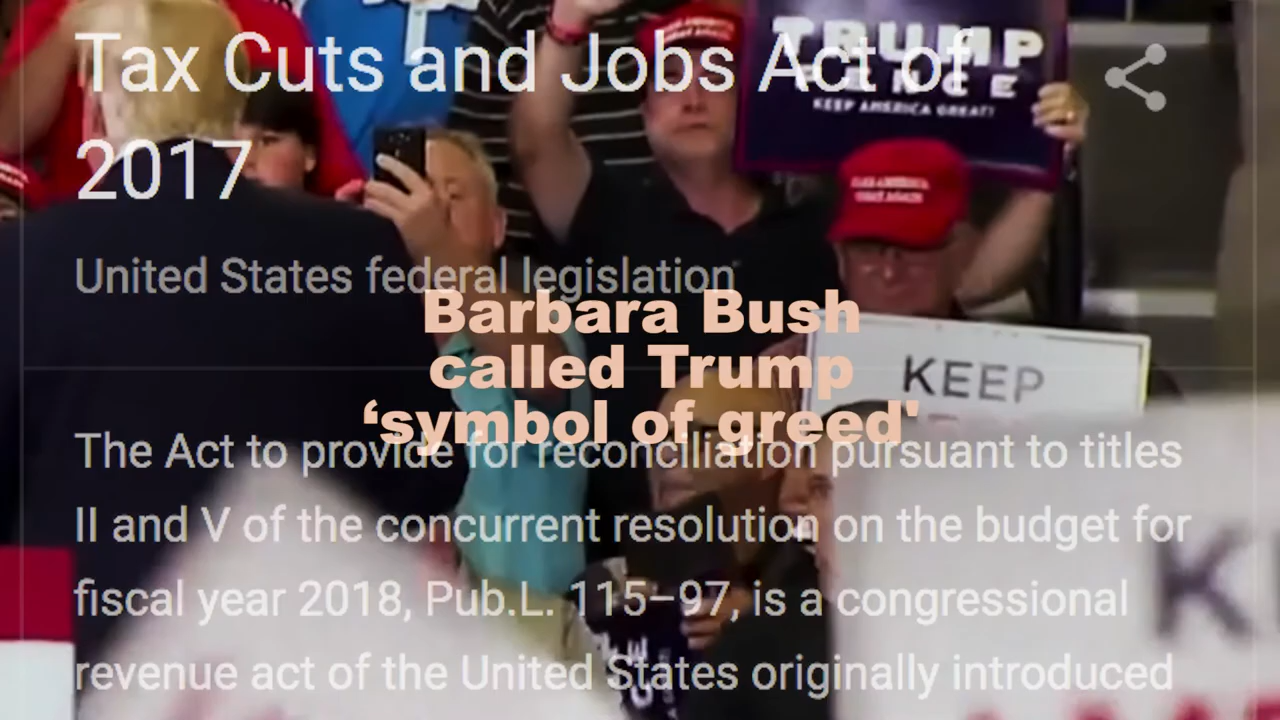 Tax Cuts and Jobs Act of
2017
TRUMP
PENCE
KEEP AMERICA GREAT!
United States federal legislation
Barbara Bush
called Trump
‘symbol of greed'
KEEP
The Act to provide for reconciliation pursuant to titles
II and V of the concurrent resolution on the budget for
fiscal year 2018, Pub.L. 115–97, is a congressional
revenue act of the United States originally introduced